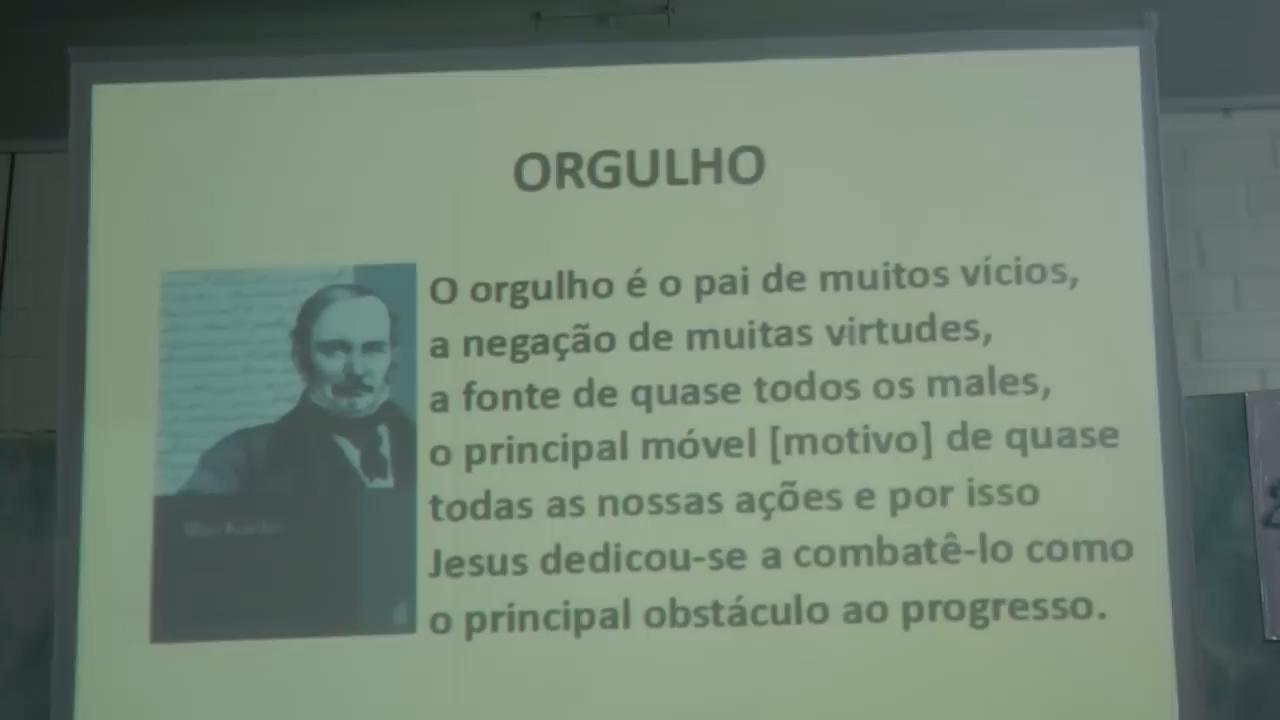 ORGULHO
O orgulho é o pai de muitos vícios,
a negação de muitas virtudes,
a fonte de quase todos os males,
o principal móvel [motivo] de quase
todas as nossas ações e por isso
Jesus dedicou-se a combatê-lo como
o principal obstáculo ao progresso.